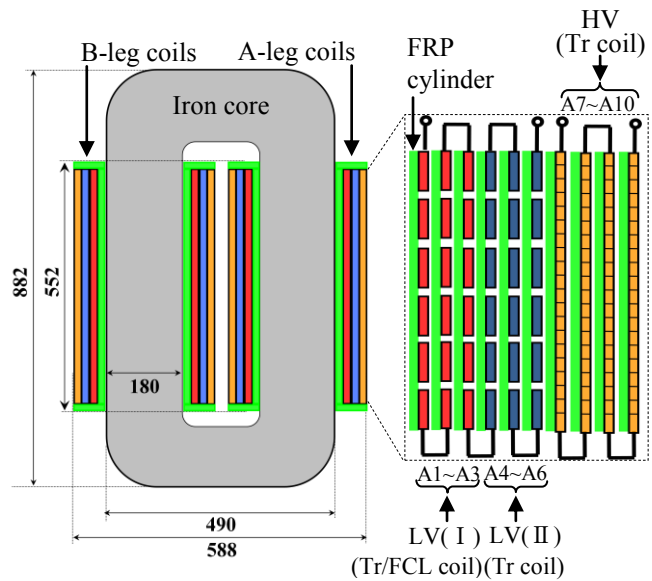 B-leg coils
A-leg coils
FRP
cylinder
HV
(Tr coil)
A7~A10
Iron core
882
552
180
490
588
A1~A3
A4~A6
LV(Ⅰ)
LV(Ⅱ)
(Tr/FCL coil)
(Tr coil)